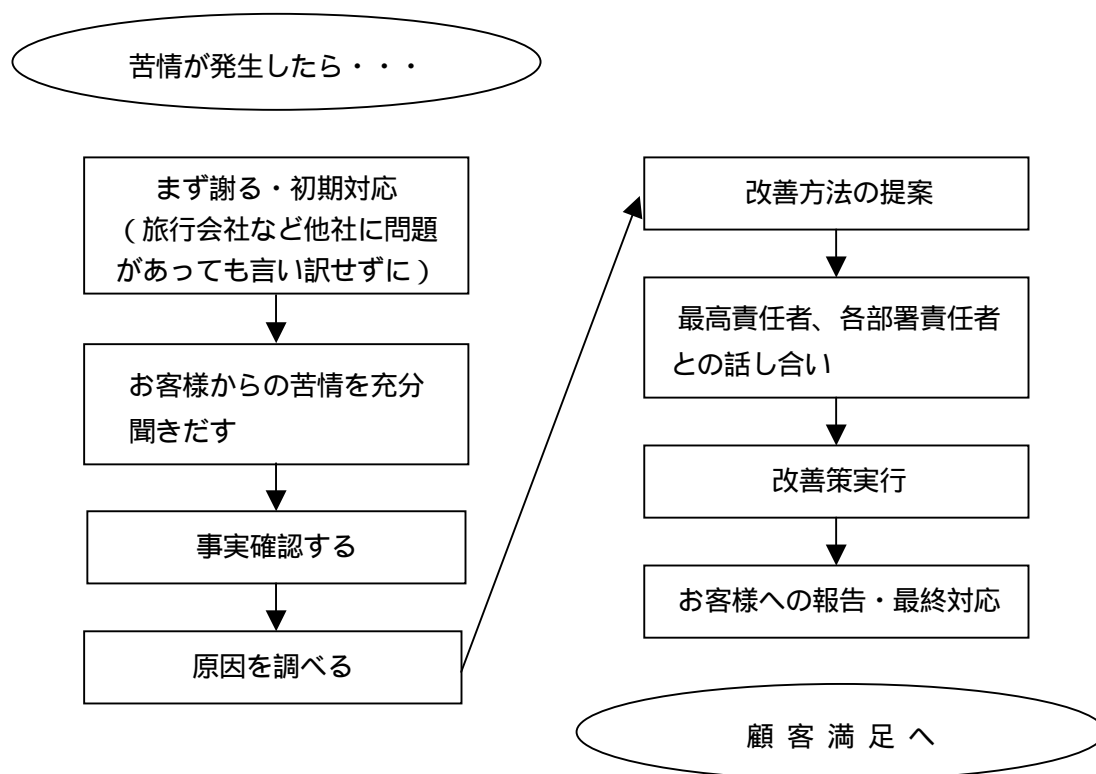 苦情が発生したら・・・
まず謝る・初期対応
(旅行会社など他社に問題
があっても言い訳せずに)
お客様からの苦情を充分
聞きだす
事実確認する
原因を調べる
改善方法の提案
最高責任者、各部署責任者
との話し合い
改善策実行
お客様への報告・最終対応
顧 客 満 足 へ